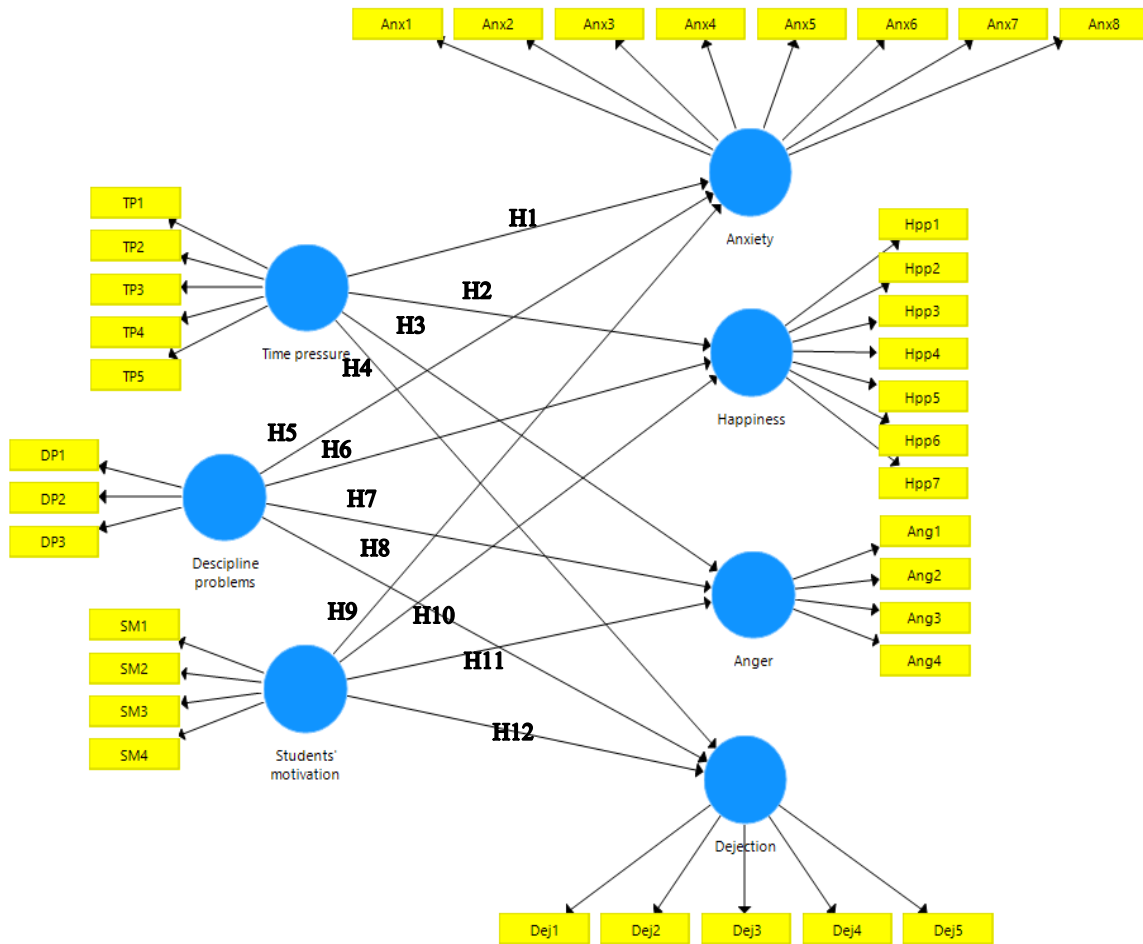 Anx1
Anx2
Anx3
Anx4
Anx5
Anx6
Anx7
Anx8
Anxiety
TP1
TP2
TP3
TP4
TP5
Time pressure
H1
H2
H3
H4
Hpp1
Hpp2
Hpp3
Hpp4
Hpp5
Hpp6
Hpp7
Happiness
DP1
DP2
DP3
Descipline
problems
H5
H6
H7
H8
Ang1
Ang2
Ang3
Ang4
Anger
SM1
SM2
SM3
SM4
Students'
motivation
H9
H10
H11
H12
Dejection
Dej1
Dej2
Dej3
Dej4
Dej5